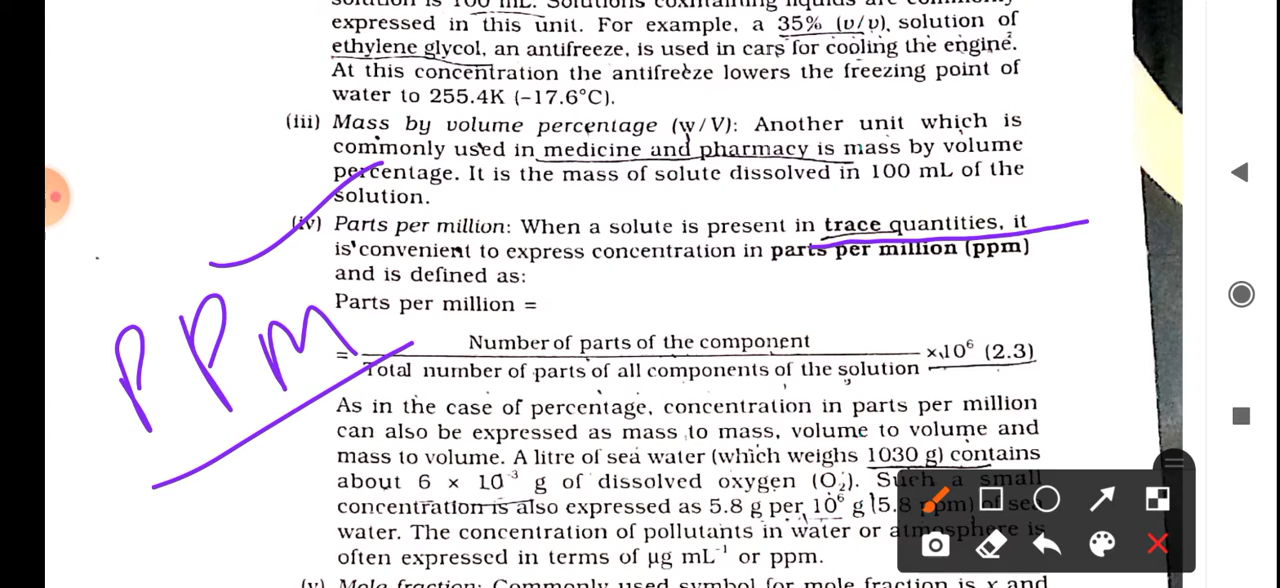 expressed in this unit. For example, a 35% (υ/υ), solution of
ethylene glycol, an antifreeze, is used in cars for cooling the engine.
At this concentration the antifreeze lowers the freezing point of
water to 255.4K (–17.6°C).
(iii) Mass by volume percentage (w/V): Another unit which is
commonly used in medicine and pharmacy is mass by volume
percentage. It is the mass of solute dissolved in 100 mL of the
solution.
(iv) Parts per million: When a solute is present in trace quantities, it
is convenient to express concentration in parts per million (ppm)
and is defined as:
Parts per million =
PPm
= Number of parts of the component
Total number of parts of all components of the solution ×10⁶ (2.3)
As in the case of percentage, concentration in parts per million
can also be expressed as mass to mass, volume to volume and
mass to volume. A litre of sea water (which weighs 1030 g) contains
about 6 × 10⁻³ g of dissolved oxygen (O₂). Such a small
concentration is also expressed as 5.8 g per 10⁶ g (5.8 ppm) of sea
water. The concentration of pollutants in water or atmosphere is
often expressed in terms of μg mL⁻¹ or ppm.